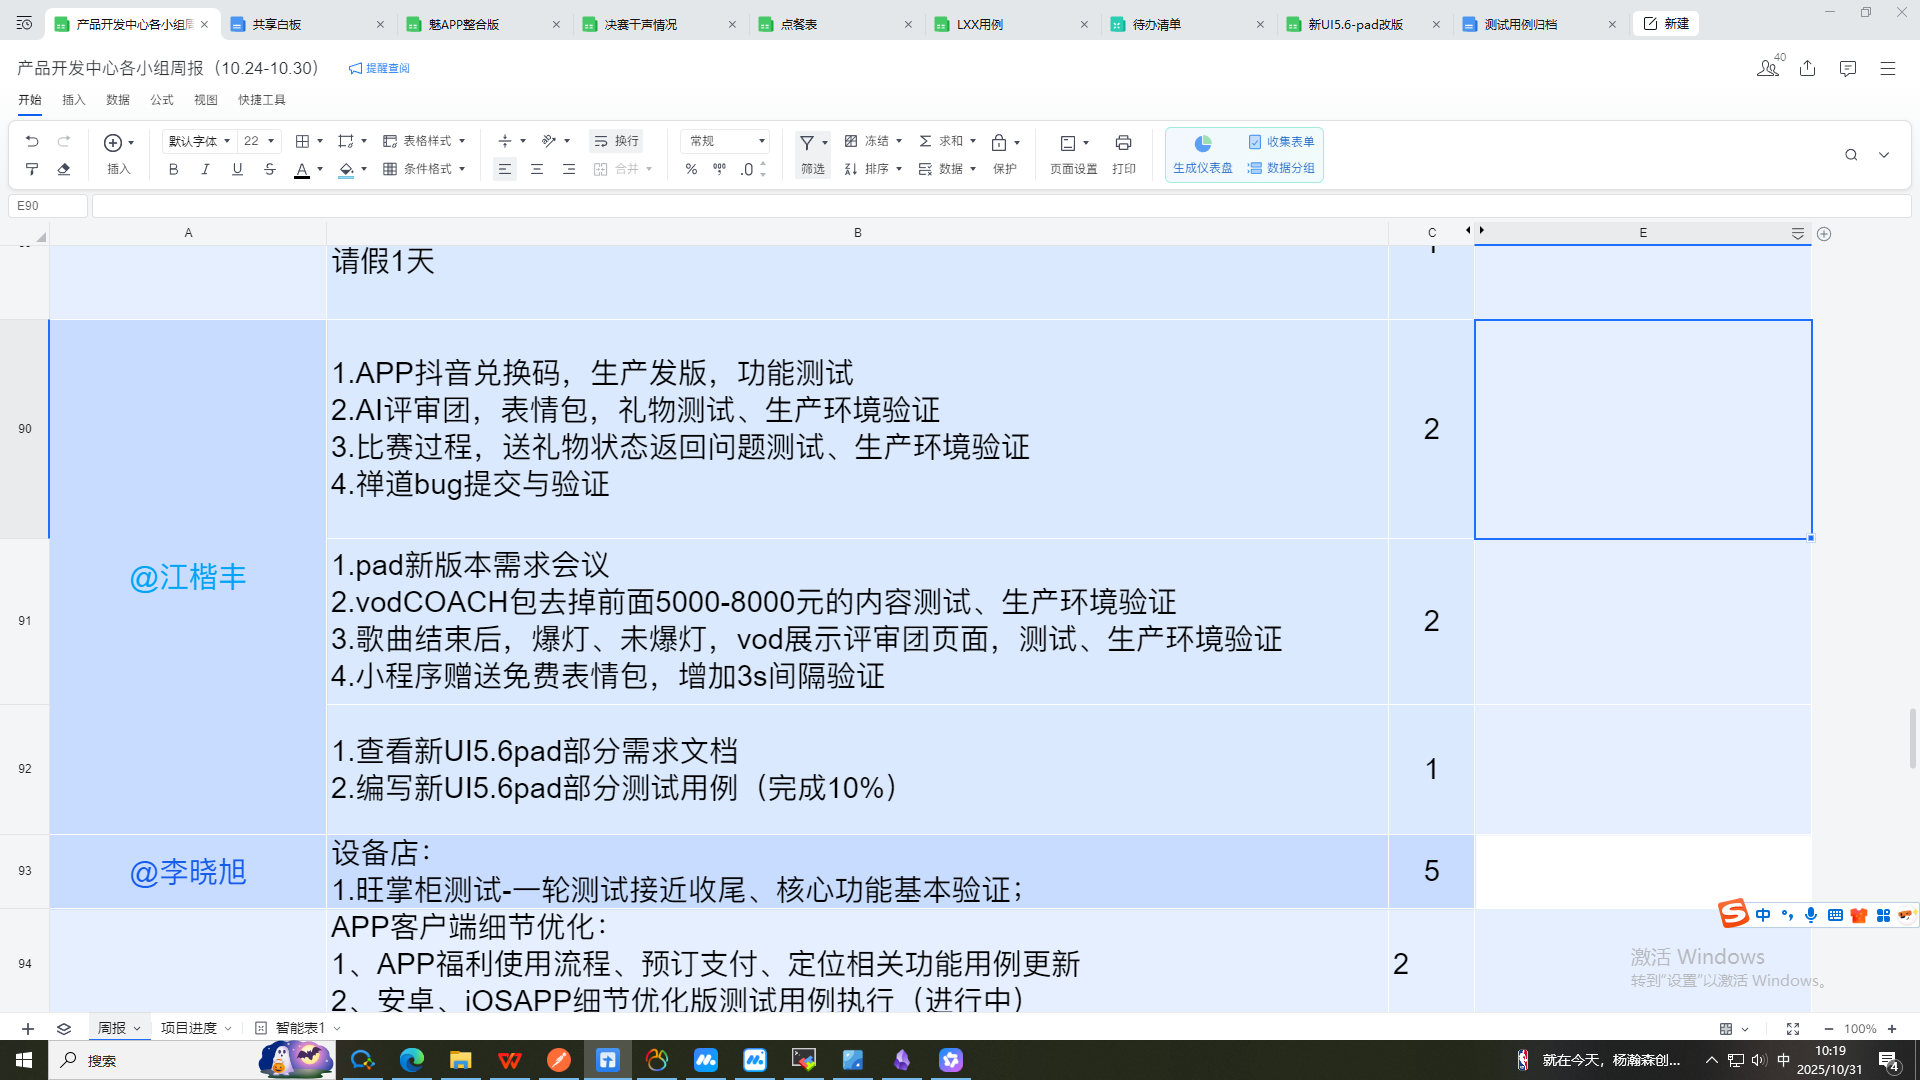 产品开发中心各小组周
共享白板
魅APP整合版
决赛干声情况
点餐表
LXX用例
待办清单
新UI5.6-pad改版
测试用例归档
新建
产品开发中心各小组周报（10.24-10.30）
提醒查阅
40
开始 插入 数据 公式 视图 快捷工具
插入
默认字体 22
B I U S A
表格样式
条件格式
换行
合并
常规
% .0
筛选
冻结
排序
求和
数据
保护
页面设置
打印
生成仪表盘
收集表单
数据分组
E90
A B C E
请假1天
90
@江楷丰
1.APP抖音兑换码，生产发版，功能测试
2.AI评审团，表情包，礼物测试、生产环境验证
3.比赛过程，送礼物状态返回问题测试、生产环境验证
4.禅道bug提交与验证
2
91
1.pad新版本需求会议
2.vodCOACH包去掉前面5000-8000元的内容测试、生产环境验证
3.歌曲结束后，爆灯、未爆灯，vod展示评审团页面，测试、生产环境验证
4.小程序赠送免费表情包，增加3s间隔验证
2
92
1.查看新UI5.6pad部分需求文档
2.编写新UI5.6pad部分测试用例（完成10%）
1
93
@李晓旭
设备店：
1.旺掌柜测试-一轮测试接近收尾、核心功能基本验证；
5
94
APP客户端细节优化：
1、APP福利使用流程、预订支付、定位相关功能用例更新
2、安卓、iOSAPP细节优化版测试用例执行（进行中）
2
中
激活 Windows
转到“设置”以激活 Windows。
周报
项目进度
智能表1
100%
搜索
就在今天，杨瀚森创...
中
10:19
2025/10/31
4